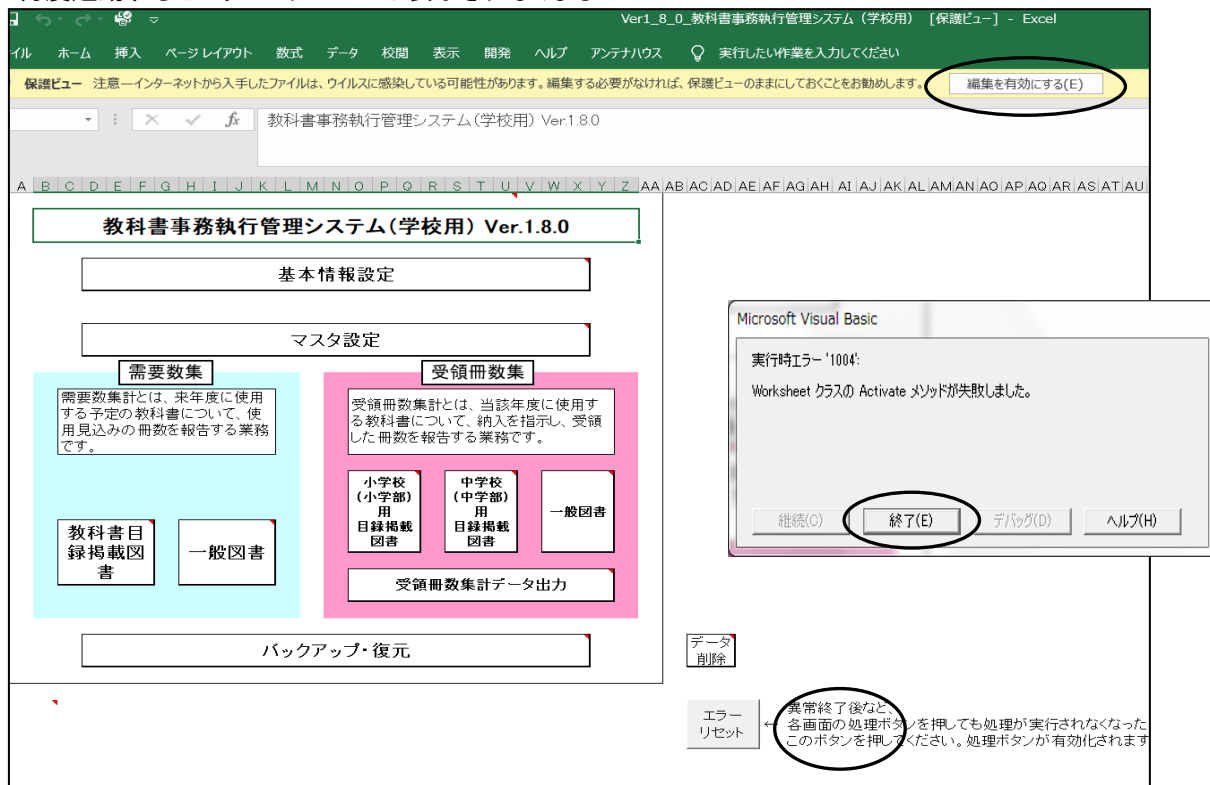 Ver1_8_0_教科書事務執行管理システム（学校用） [保護ビュー] - Excel
イル ホーム 挿入 ページ レイアウト 数式 データ 校閲 表示 開発 ヘルプ アンテナハウス 実行したい作業を入力してください
保護ビュー 注意—インターネットから入手したファイルは、ウイルスに感染している可能性があります。編集する必要がなければ、保護ビューのままにしておくことをお勧めします。 編集を有効にする(E)
fx 教科書事務執行管理システム(学校用) Ver.1.8.0
A B C D E F G H I J K L M N O P Q R S T U V W X Y Z AA AB AC AD AE AF AG AH AI AJ AK AL AM AN AO AP AQ AR AS AT AU
教科書事務執行管理システム(学校用) Ver.1.8.0
基本情報設定
マスタ設定
需要数集
需要数集計とは、来年度に使用
する予定の教科書について、使
用見込みの冊数を報告する業務
です。
教科書目
録掲載図
書
一般図書
受領冊数集
受領冊数集計とは、当該年度に使用す
る教科書について、納入を指示し、受領
した冊数を報告する業務です。
小学校
(小学部)
用
目録掲載
図書
中学校
(中学部)
用
目録掲載
図書
一般図書
受領冊数集計データ出力
バックアップ・復元
Microsoft Visual Basic
実行時エラー '1004':
Worksheet クラスの Activate メソッドが失敗しました。
継続(C) 終了(E) デバッグ(D) ヘルプ(H)
データ
削除
エラー
リセット
← 異常終了後など、
各画面の処理ボタンを押しても処理が実行されなくなった
このボタンを押してください。処理ボタンが有効化されます